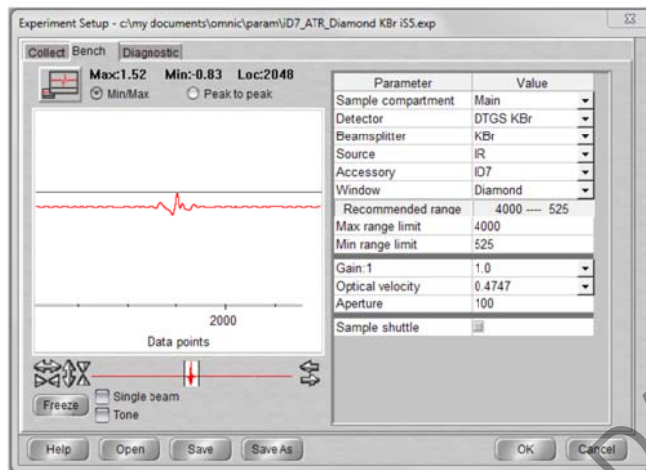 Experiment Setup - c:\my documents\omnic\param\iD7_ATR_Diamond KBr iS5.exp
Collect Bench Diagnostic
Max:1.52 Min:-0.83 Loc:2048
Min/Max Peak to peak
2000
Data points
Freeze
Single beam
Tone
Parameter Value
Sample compartment Main
Detector DTGS KBr
Beamsplitter KBr
Source IR
Accessory iD7
Window Diamond
Recommended range 4000 ---- 525
Max range limit 4000
Min range limit 525
Gain:1 1.0
Optical velocity 0.4747
Aperture 100
Sample shuttle
Help Open Save Save As OK Cancel